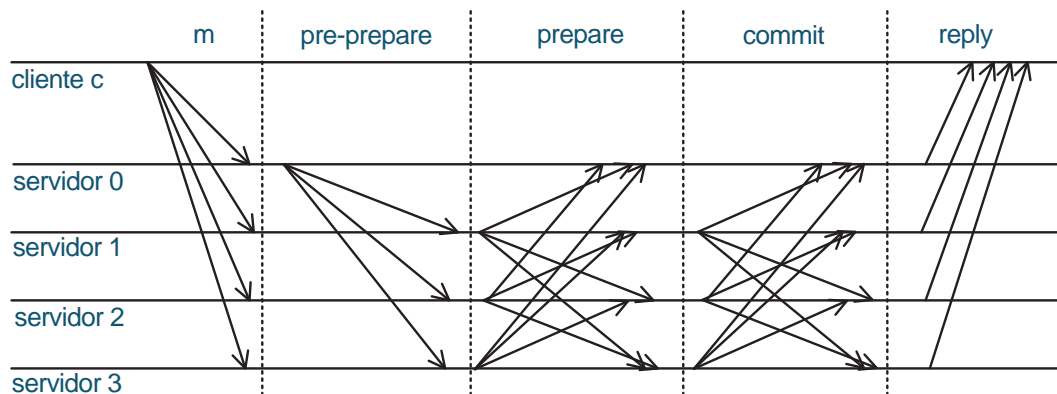 m pre-prepare prepare commit reply
cliente c
servidor 0
servidor 1
servidor 2
servidor 3